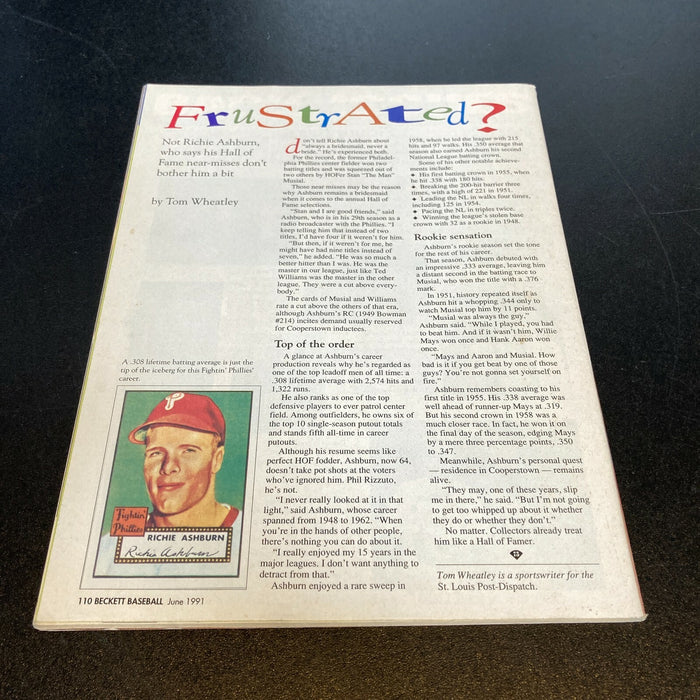 FruStrAted?
Not Richie Ashburn,
who says his Hall of
Fame near-misses don't
bother him a bit
by Tom Wheatley
A .308 lifetime batting average is just the
tip of the iceberg for this Fightin' Phillies'
career.
Fightin'
Phillies
RICHIE ASHBURN
Richie Ashburn
Don't tell Richie Ashburn about
"always a bridesmaid, never a
bride." He's experienced both.
For the record, the former Philadel-
phia Phillies center fielder won two
batting titles and was squeezed out of
two others by HOFer Stan "The Man"
Musial.
Those near misses may be the reason
why Ashburn remains a bridesmaid
when it comes to the annual Hall of
Fame selections.
"Stan and I are good friends," said
Ashburn, who is in his 29th season as a
radio broadcaster with the Phillies. "I
keep telling him that instead of two
titles, I'd have four if it weren't for him.
"But then, if it weren't for me, he
might have had nine titles instead of
seven," he added. "He was so much a
better hitter than I was. He was the
master in our league, just like Ted
Williams was the master in the other
league. They were a cut above every-
body."
The cards of Musial and Williams
rate a cut above the others of that era,
although Ashburn's RC (1949 Bowman
#214) incites demand usually reserved
for Cooperstown inductees.
Top of the order
A glance at Ashburn's career
production reveals why he's regarded as
one of the top leadoff men of all time: a
.308 lifetime average with 2,574 hits and
1,322 runs.
He also ranks as one of the top
defensive players to ever patrol center
field. Among outfielders, he owns six of
the top 10 single-season putout totals
and stands fifth all-time in career
putouts.
Although his resume seems like
perfect HOF fodder, Ashburn, now 64,
doesn't take pot shots at the voters
who've ignored him. Phil Rizzuto,
he's not.
"I never really looked at it in that
light," said Ashburn, whose career
spanned from 1948 to 1962. "When
you're in the hands of other people,
there's nothing you can do about it.
"I really enjoyed my 15 years in the
major leagues. I don't want anything to
detract from that."
Ashburn enjoyed a rare sweep in
1958, when he led the league with 215
hits and 97 walks. His .350 average that
season also earned Ashburn his second
National League batting crown.
Some of his other notable achieve-
ments include:
◆ His first batting crown in 1955, when
he hit .338 with 180 hits.
◆ Breaking the 200-hit barrier three
times, with a high of 221 in 1951.
◆ Leading the NL in walks four times,
including 125 in 1954.
◆ Pacing the NL in triples twice.
◆ Winning the league's stolen base
crown with 32 as a rookie in 1948.
Rookie sensation
Ashburn's rookie season set the tone
for the rest of his career.
That season, Ashburn debuted with
an impressive .333 average, leaving him
a distant second in the batting race to
Musial, who won the title with a .376
mark.
In 1951, history repeated itself as
Ashburn hit a whopping .344 only to
watch Musial top him by 11 points.
"Musial was always the guy,"
Ashburn said. "While I played, you had
to beat him. And if it wasn't him, Willie
Mays won once and Hank Aaron won
once.
"Mays and Aaron and Musial. How
bad is it if you get beat by one of those
guys? You're not gonna set yourself on
fire."
Ashburn remembers coasting to his
first title in 1955. His .338 average was
well ahead of runner-up Mays at .319.
But his second crown in 1958 was a
much closer race. In fact, he won it on
the final day of the season, edging Mays
by a mere three percentage points, .350
to .347.
Meanwhile, Ashburn's personal quest
— residence in Cooperstown — remains
alive.
"They may, one of these years, slip
me in there," he said. "But I'm not going
to get too whipped up about it whether
they do or whether they don't."
No matter. Collectors already treat
him like a Hall of Famer.
Tom Wheatley is a sportswriter for the
St. Louis Post-Dispatch.
110 BECKETT BASEBALL June 1991